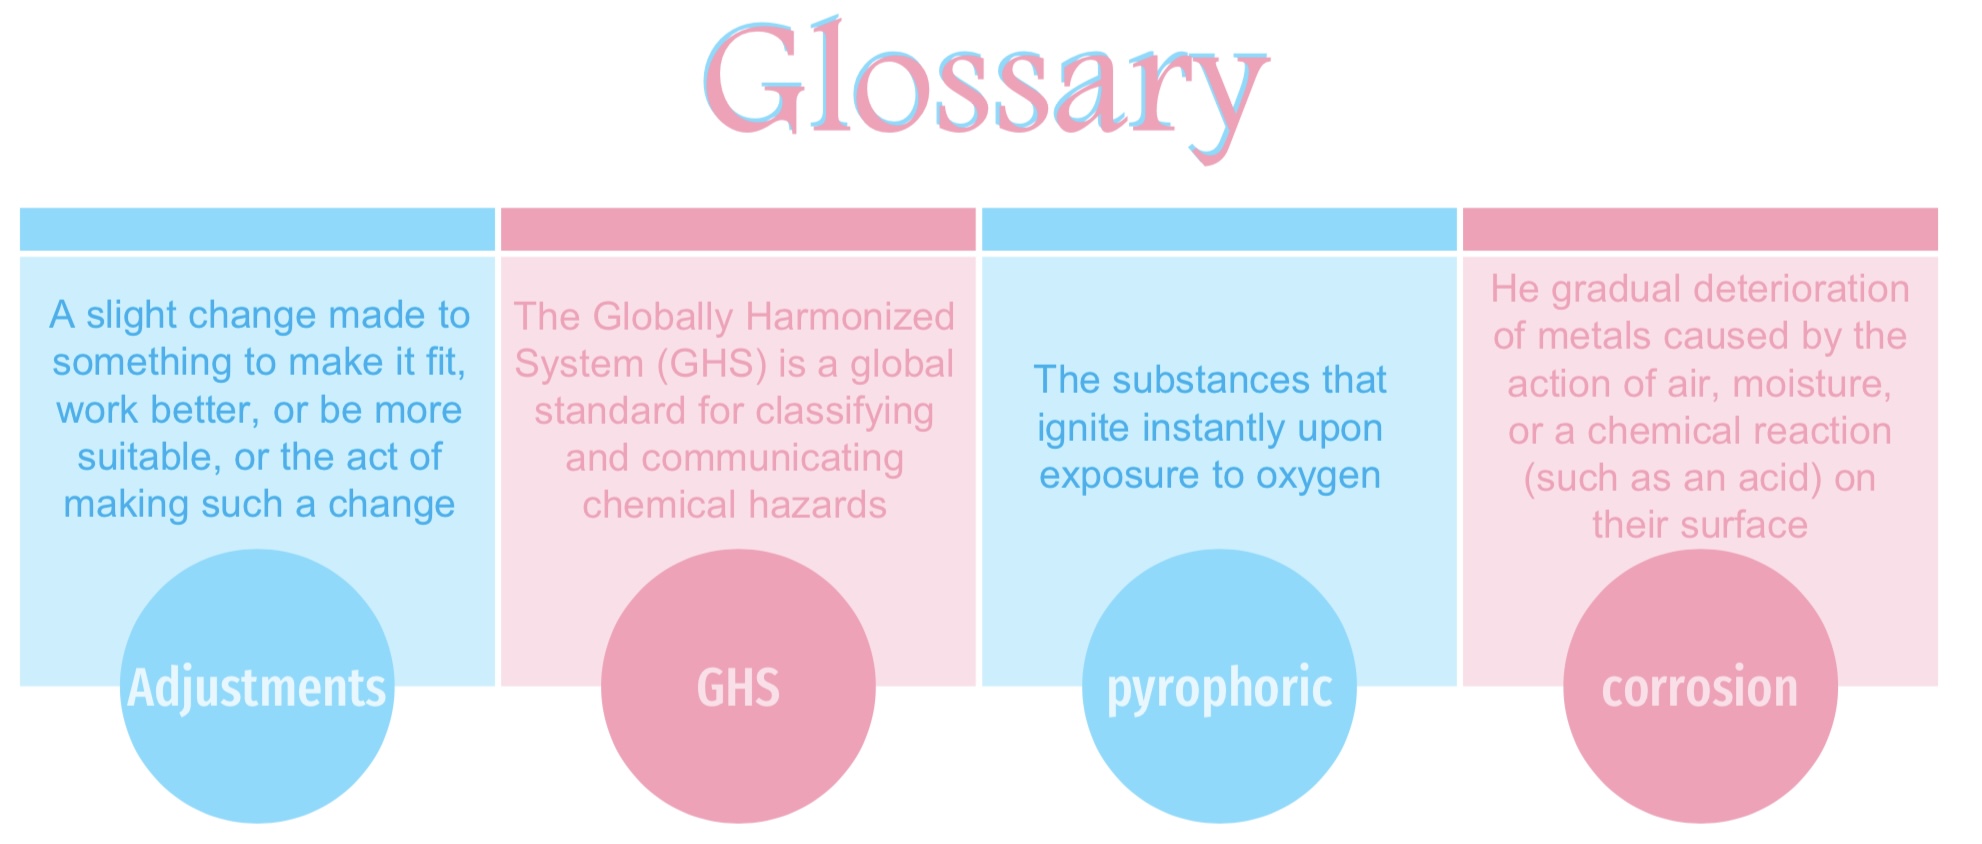 Glossary
A slight change made to
something to make it fit,
work better, or be more
suitable, or the act of
making such a change
Adjustments
The Globally Harmonized
System (GHS) is a global
standard for classifying
and communicating
chemical hazards
GHS
The substances that
ignite instantly upon
exposure to oxygen
pyrophoric
He gradual deterioration
of metals caused by the
action of air, moisture,
or a chemical reaction
(such as an acid) on
their surface
corrosion